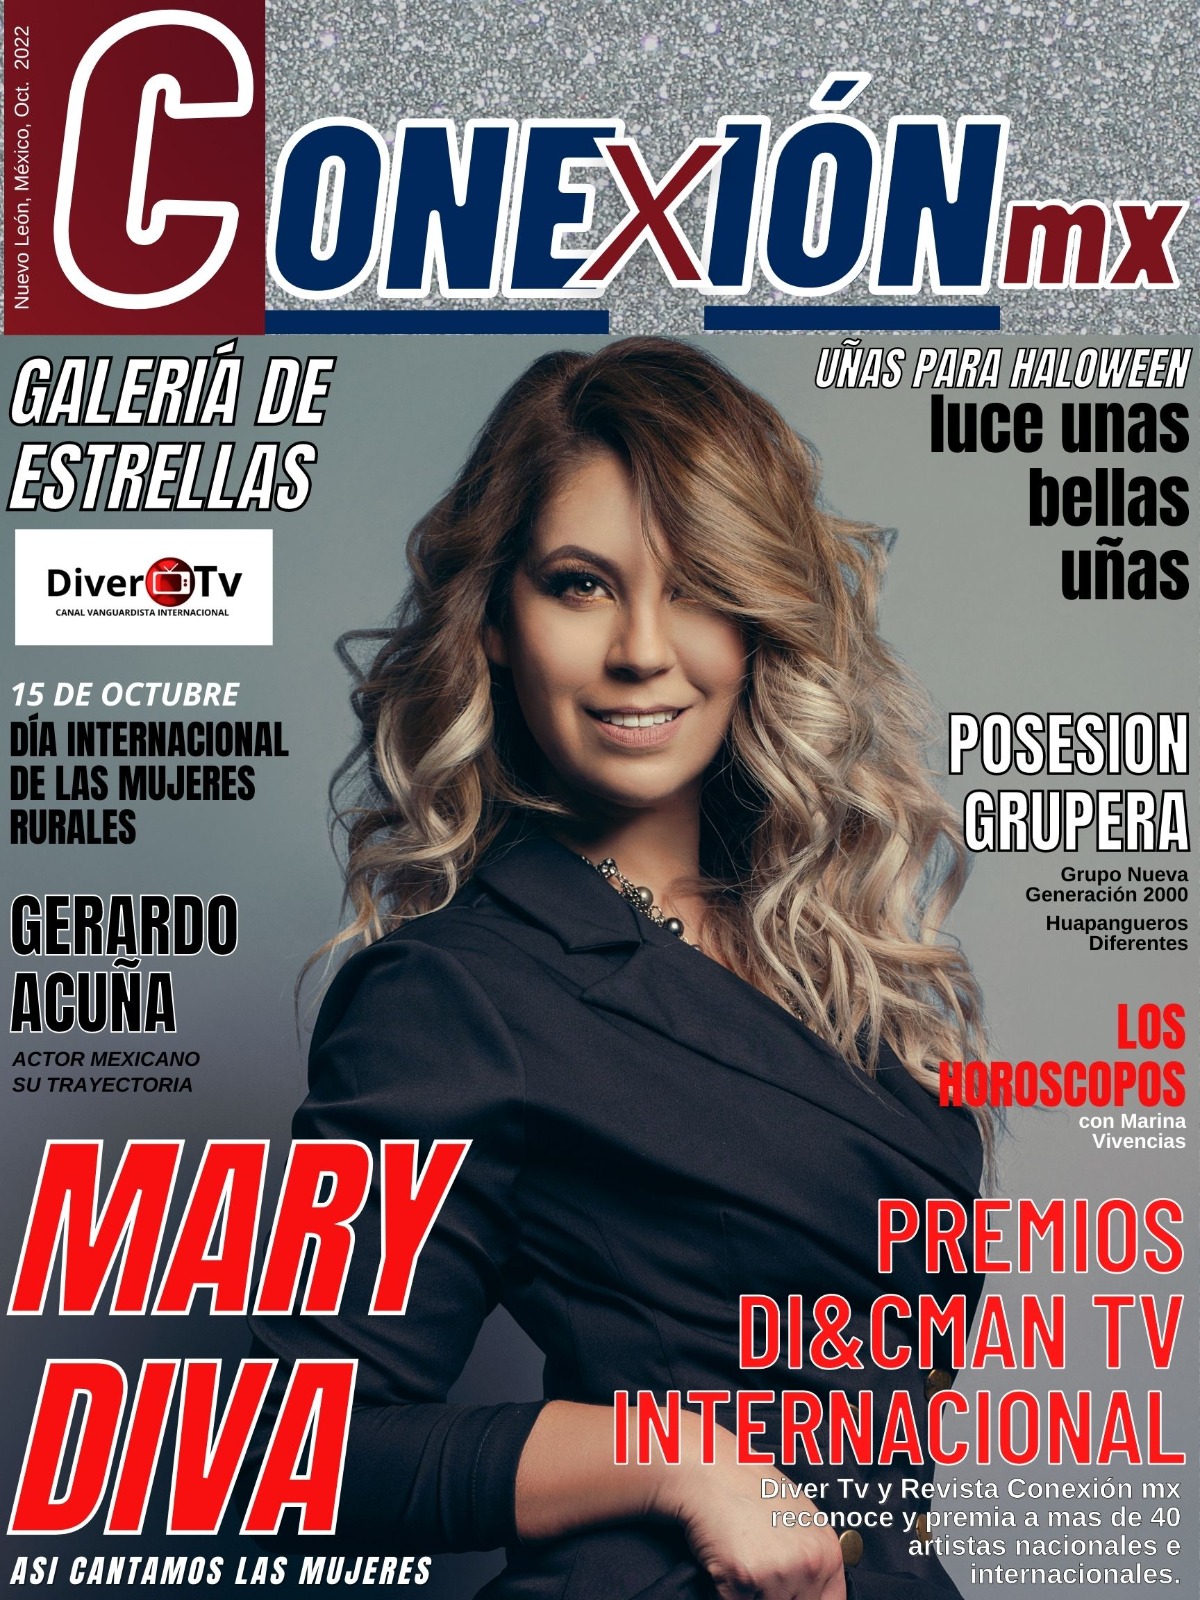 Nuevo León, México, Oct. 2022
CONEXIÓN mx
GALERIÁ DE
ESTRELLAS
Diver Tv
CANAL VANGUARDISTA INTERNACIONAL
15 DE OCTUBRE
DÍA INTERNACIONAL
DE LAS MUJERES
RURALES
GERARDO
ACUÑA
ACTOR MEXICANO
SU TRAYECTORIA
MARY
DIVA
ASI CANTAMOS LAS MUJERES
UÑAS PARA HALOWEEN
luce unas
bellas
uñas
POSESION
GRUPERA
Grupo Nueva
Generación 2000
Huapangueros
Diferentes
LOS
HOROSCOPOS
con Marina
Vivencias
PREMIOS
DI&CMAN TV
INTERNACIONAL
Diver Tv y Revista Conexión mx
reconoce y premia a mas de 40
artistas nacionales e
internacionales.